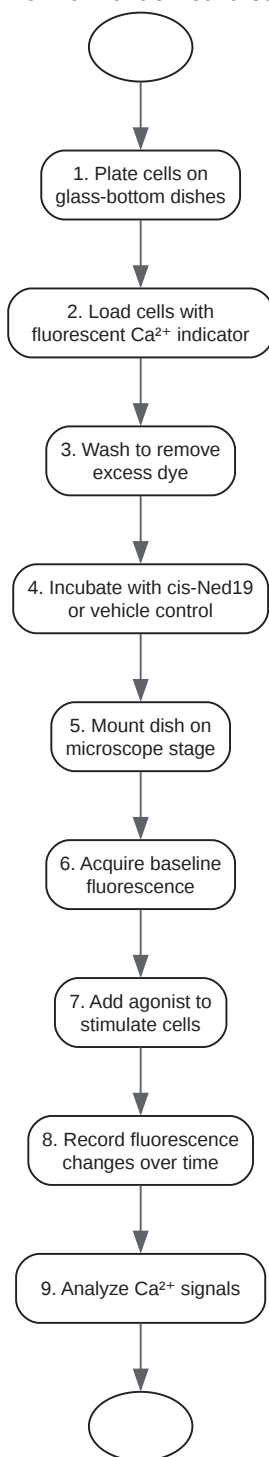 1. Plate cells on
glass-bottom dishes
2. Load cells with
fluorescent Ca²⁺ indicator
3. Wash to remove
excess dye
4. Incubate with cis-Ned19
or vehicle control
5. Mount dish on
microscope stage
6. Acquire baseline
fluorescence
7. Add agonist to
stimulate cells
8. Record fluorescence
changes over time
9. Analyze Ca²⁺ signals